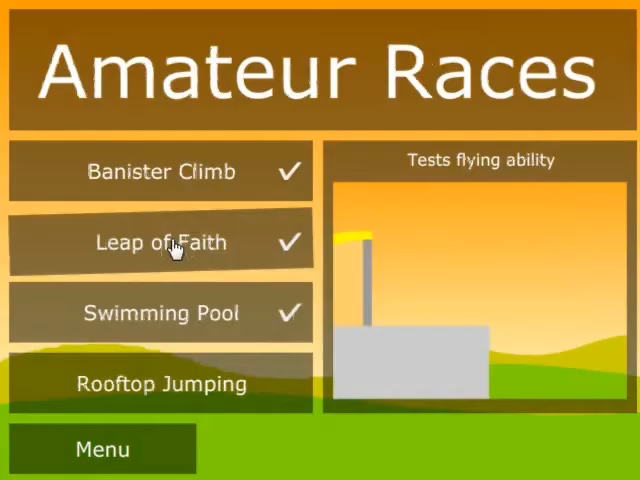 Amateur Races
Banister Climb
Leap of Faith
Swimming Pool
Rooftop Jumping
Menu
Tests flying ability